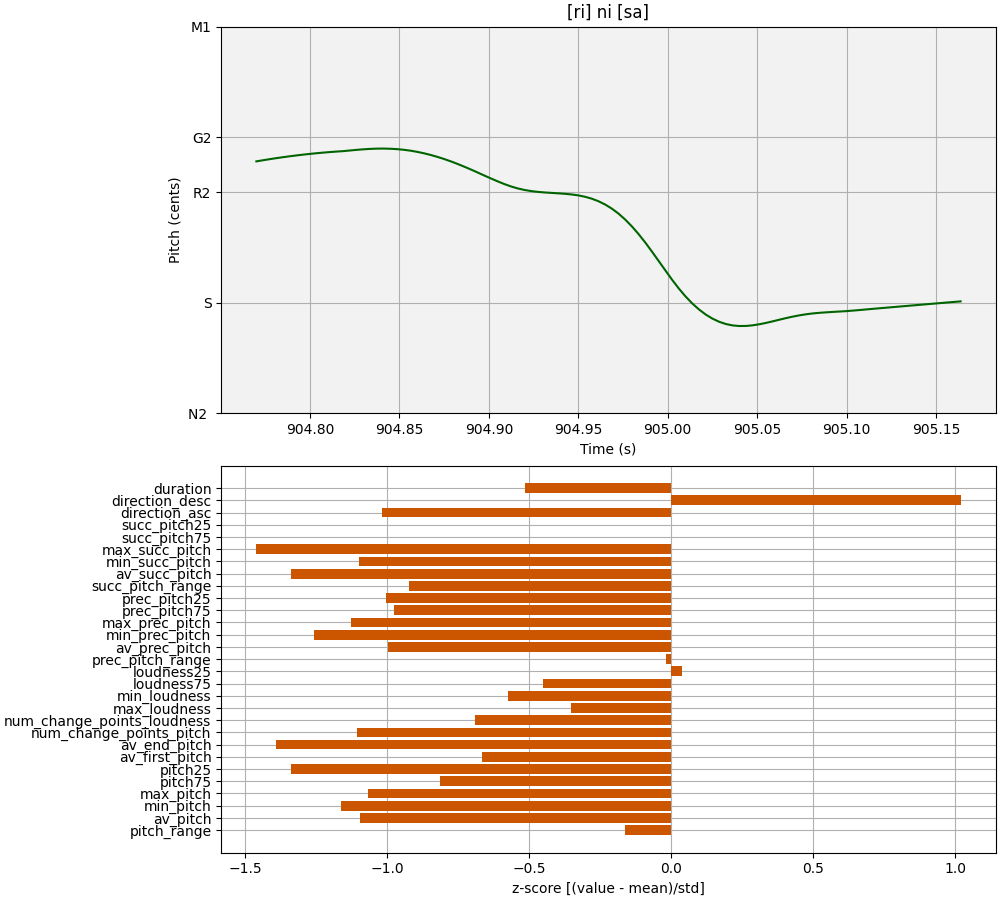 [ri] ni [sa]
M1
G2
R2
S
N2
Pitch (cents)
904.80 904.85 904.90 904.95 905.00 905.05 905.10 905.15
Time (s)
duration
direction_desc
direction_asc
succ_pitch25
succ_pitch75
max_succ_pitch
min_succ_pitch
av_succ_pitch
succ_pitch_range
prec_pitch25
prec_pitch75
max_prec_pitch
min_prec_pitch
av_prec_pitch
prec_pitch_range
loudness25
loudness75
min_loudness
max_loudness
num_change_points_loudness
num_change_points_pitch
av_end_pitch
av_first_pitch
pitch25
pitch75
max_pitch
min_pitch
av_pitch
pitch_range
−1.5 −1.0 −0.5 0.0 0.5 1.0
z-score [(value - mean)/std]